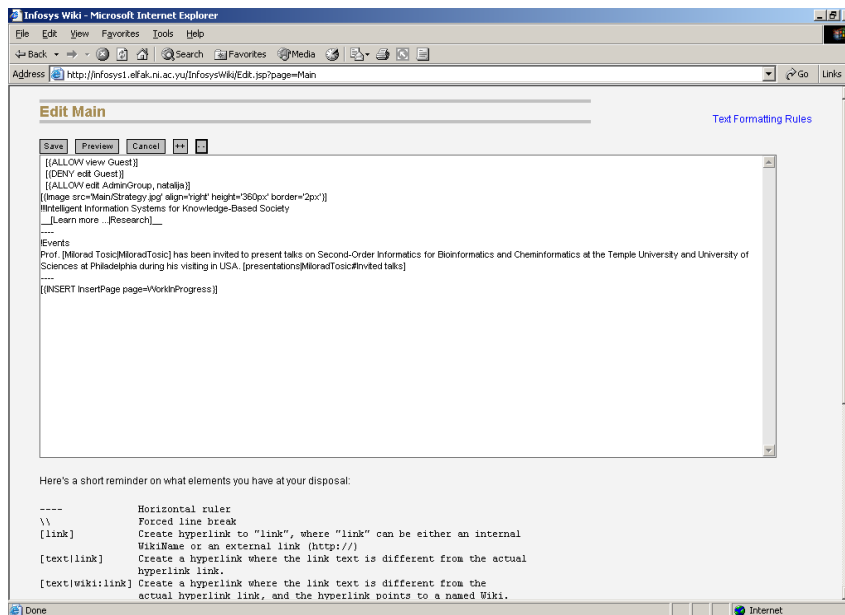 Infosys Wiki - Microsoft Internet Explorer
File Edit View Favorites Tools Help
Back Search Favorites Media
Address http://infosys1.elfak.ni.ac.yu/InfosysWiki/Edit.jsp?page=Main Go Links
Edit Main
Text Formatting Rules
Save Preview Cancel ++ --
[{ALLOW view Guest}]
[{DENY edit Guest}]
[{ALLOW edit AdminGroup, natalija}]
[{Image src='Main/Strategy.jpg' align='right' height='360px' border='2px'}]
!!!Intelligent Information Systems for Knowledge-Based Society
__[Learn more ...|Research]__
----
!Events
Prof. [Milorad Tosic|MiloradTosic] has been invited to present talks on Second-Order Informatics for Bioinformatics and Cheminformatics at the Temple University and University of
Sciences at Philadelphia during his visiting in USA. [presentations|MiloradTosic#Invited talks]
----
[{INSERT InsertPage page=WorkInProgress}]
Here's a short reminder on what elements you have at your disposal:
---- Horizontal ruler
\\ Forced line break
[link] Create hyperlink to "link", where "link" can be either an internal
WikiName or an external link (http://)
[text|link] Create a hyperlink where the link text is different from the actual
hyperlink link.
[text|wiki:link] Create a hyperlink where the link text is different from the
actual hyperlink link, and the hyperlink points to a named Wiki.
Done Internet